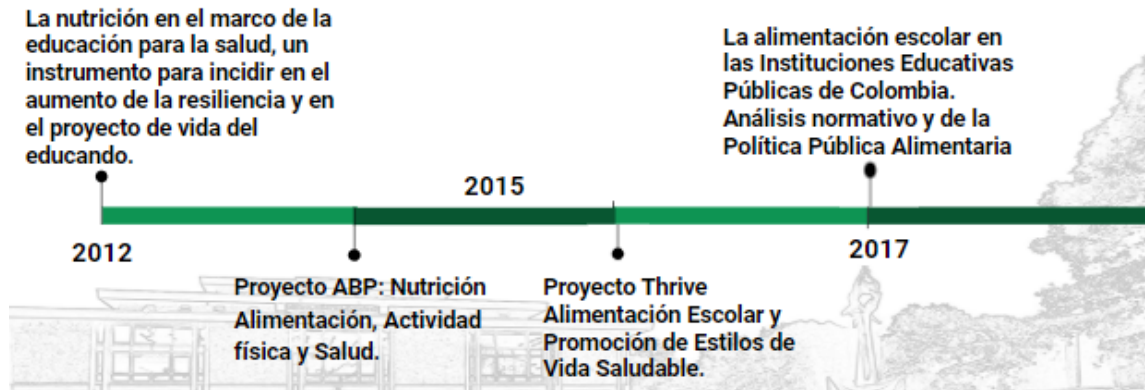 La nutrición en el marco de la
educación para la salud, un
instrumento para incidir en el
aumento de la resiliencia y en
el proyecto de vida del
educando.
La alimentación escolar en
las Instituciones Educativas
Públicas de Colombia.
Análisis normativo y de la
Política Pública Alimentaria
2015
2012
2017
Proyecto ABP: Nutrición
Alimentación, Actividad
física y Salud.
Proyecto Thrive
Alimentación Escolar y
Promoción de Estilos de
Vida Saludable.